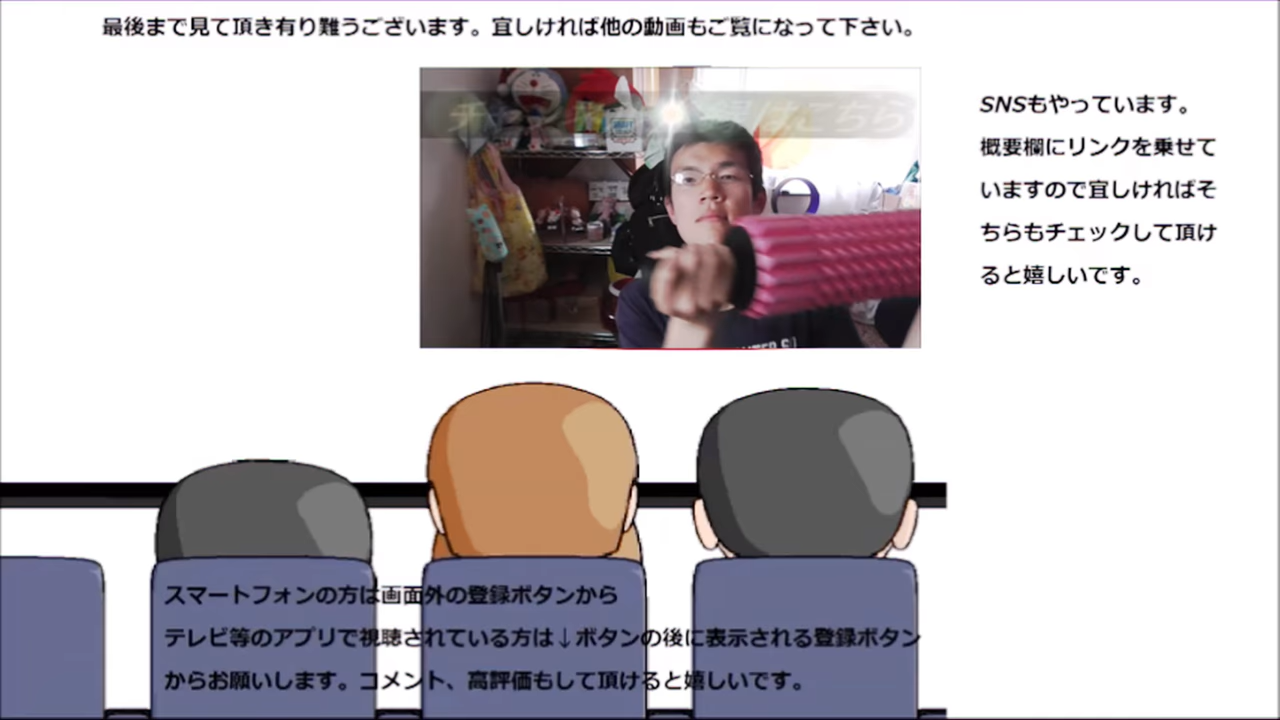 最後まで見て頂き有り難うございます。宜しければ他の動画もご覧になって下さい。
はこちら
SNSもやっています。
概要欄にリンクを乗せて
いますので宜しければそ
ちらもチェックして頂け
ると嬉しいです。
スマートフォンの方は画面外の登録ボタンから
テレビ等のアプリで視聴されている方は↓ボタンの後に表示される登録ボタン
からお願いします。コメント、高評価もして頂けると嬉しいです。